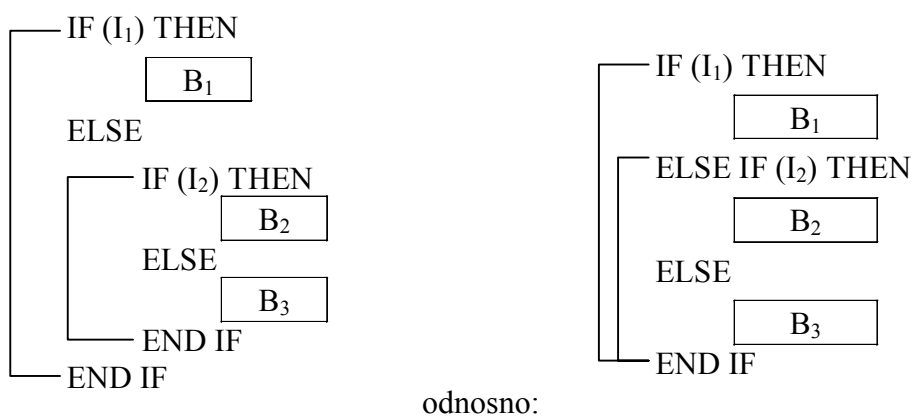 IF (I₁) THEN
B₁
ELSE
IF (I₂) THEN
B₂
ELSE
B₃
END IF
END IF
IF (I₁) THEN
B₁
ELSE IF (I₂) THEN
B₂
ELSE
B₃
END IF
odnosno: